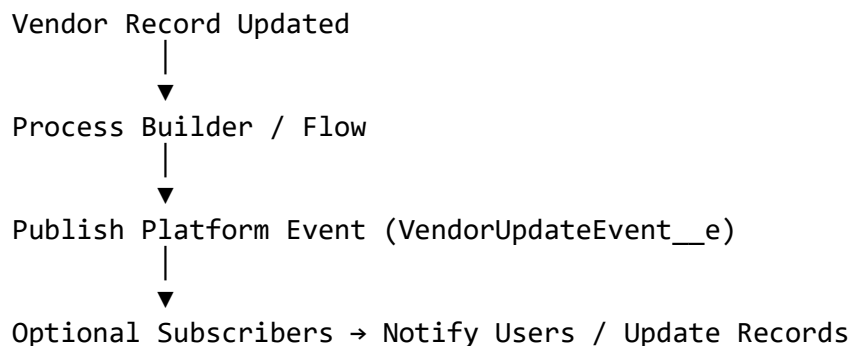 Vendor Record Updated
│
▼
Process Builder / Flow
│
▼
Publish Platform Event (VendorUpdateEvent__e)
│
▼
Optional Subscribers → Notify Users / Update Records